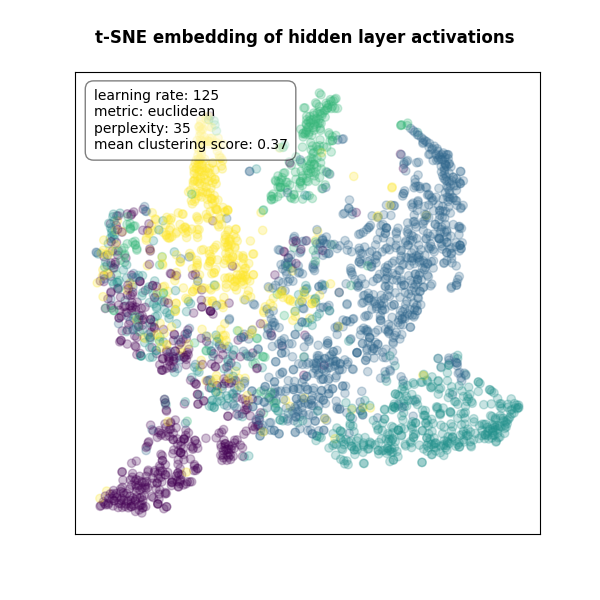 t-SNE embedding of hidden layer activations
learning rate: 125
metric: euclidean
perplexity: 35
mean clustering score: 0.37